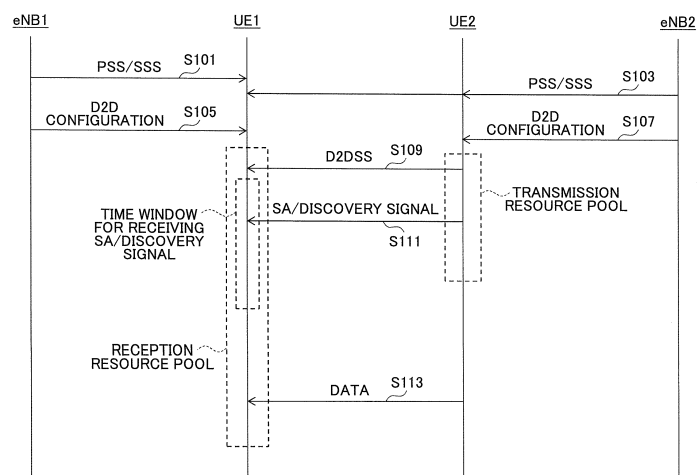 eNB1
UE1
UE2
eNB2
PSS/SSS
S101
PSS/SSS
S103
D2D
CONFIGURATION
S105
D2D
CONFIGURATION
S107
D2DSS
S109
TRANSMISSION
RESOURCE POOL
TIME WINDOW
FOR RECEIVING
SA/DISCOVERY
SIGNAL
SA/DISCOVERY SIGNAL
S111
RECEPTION
RESOURCE POOL
DATA
S113